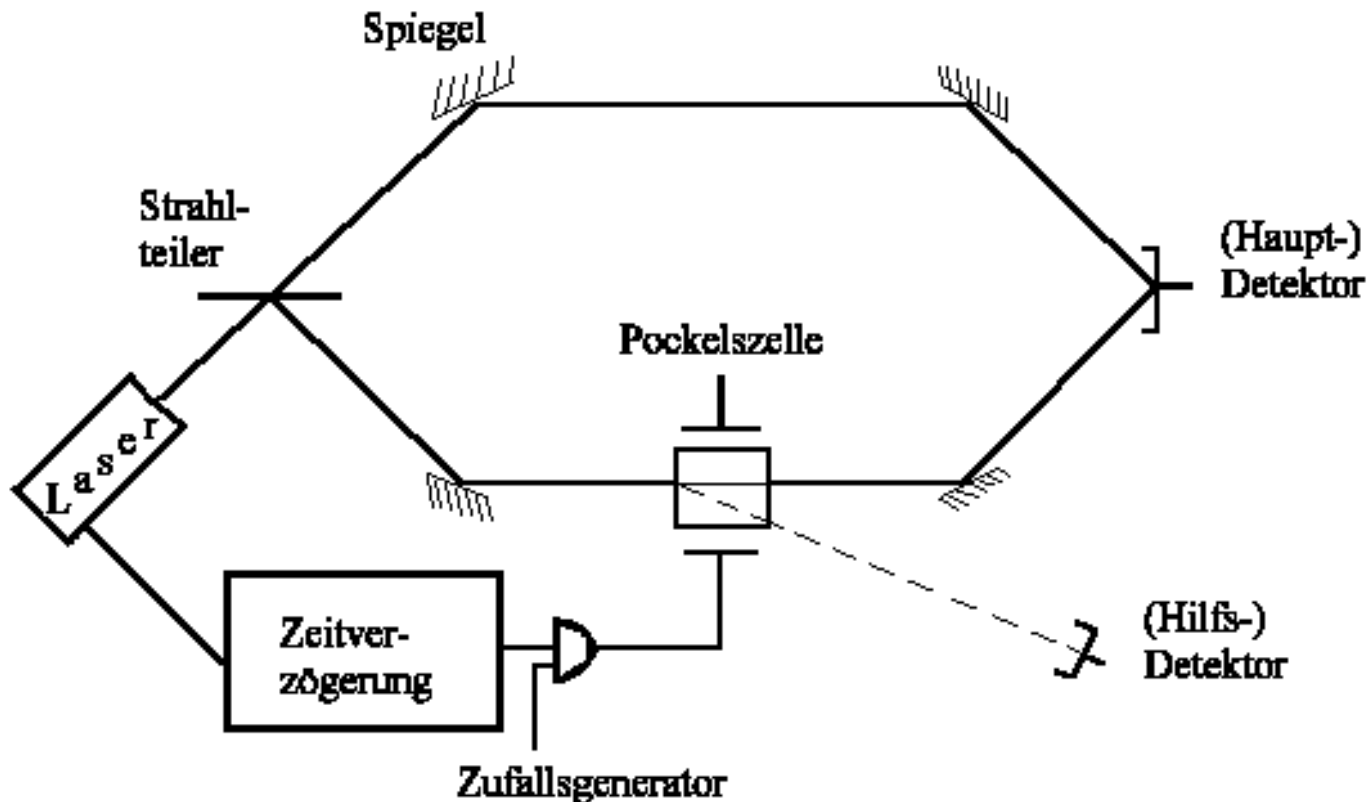 Spiegel
Strahl-
teiler
(Haupt-)
Detektor
Pockelszelle
Laser
Zeitver-
zögerung
(Hilfs-)
Detektor
Zufallsgenerator